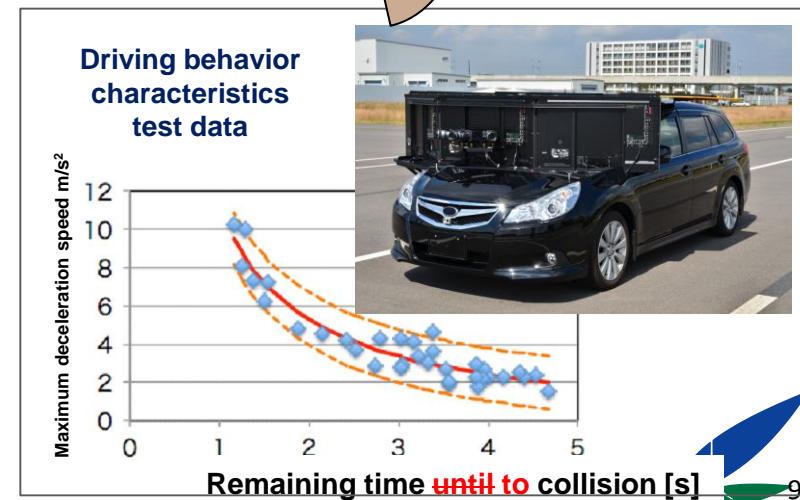 Driving behavior
characteristics
test data
Maximum deceleration speed m/s²
12
10
8
6
4
2
0
0 1 2 3 4 5
Remaining time until to collision [s]
9